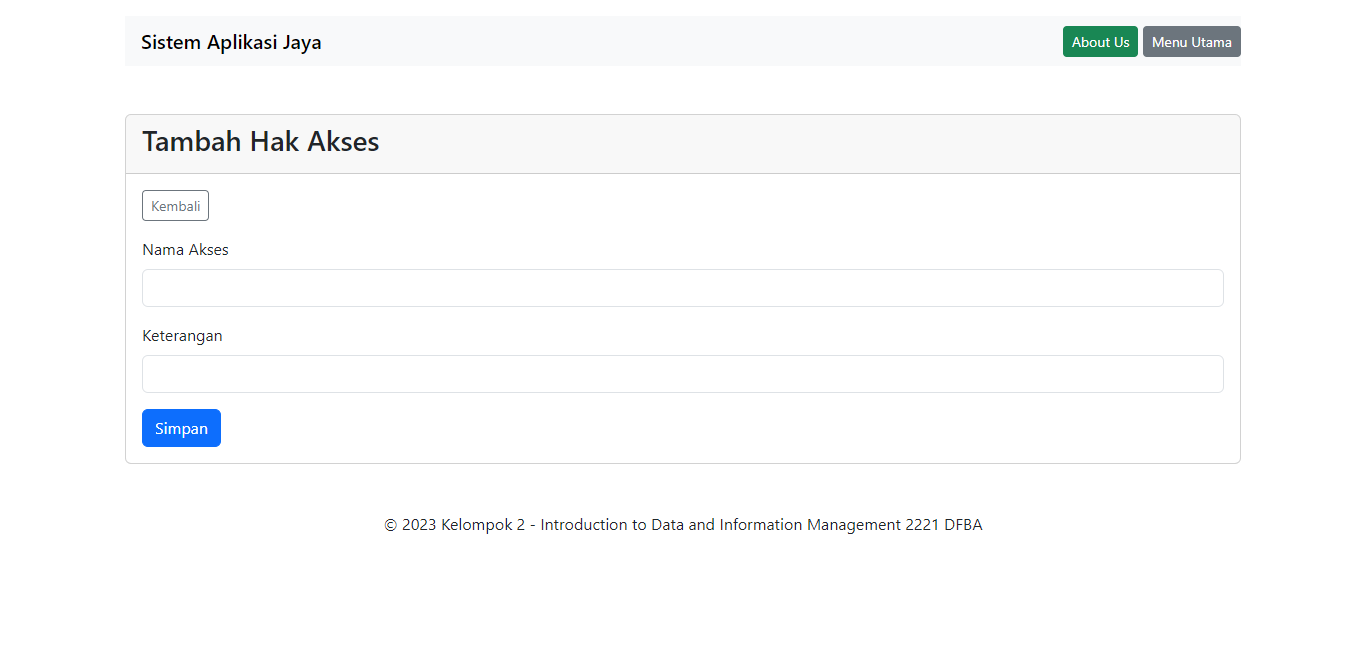 Sistem Aplikasi Jaya
About Us
Menu Utama
Tambah Hak Akses
Kembali
Nama Akses
Keterangan
Simpan
© 2023 Kelompok 2 - Introduction to Data and Information Management 2221 DFBA